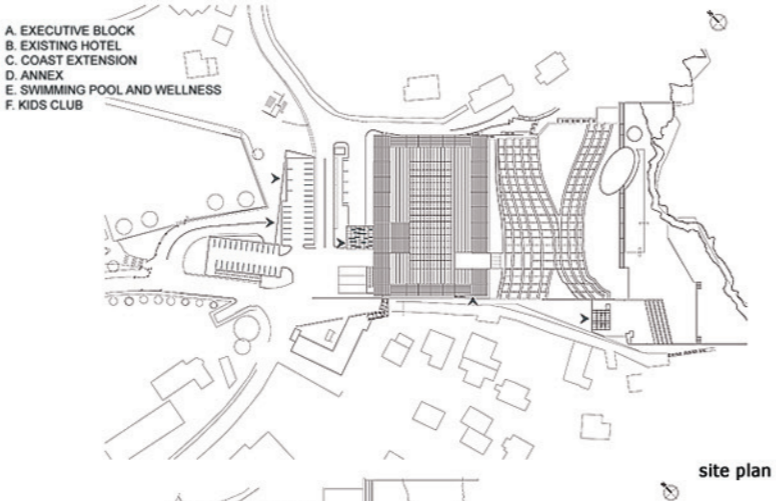 A. EXECUTIVE BLOCK
B. EXISTING HOTEL
C. COAST EXTENSION
D. ANNEX
E. SWIMMING POOL AND WELLNESS
F. KIDS CLUB
site plan